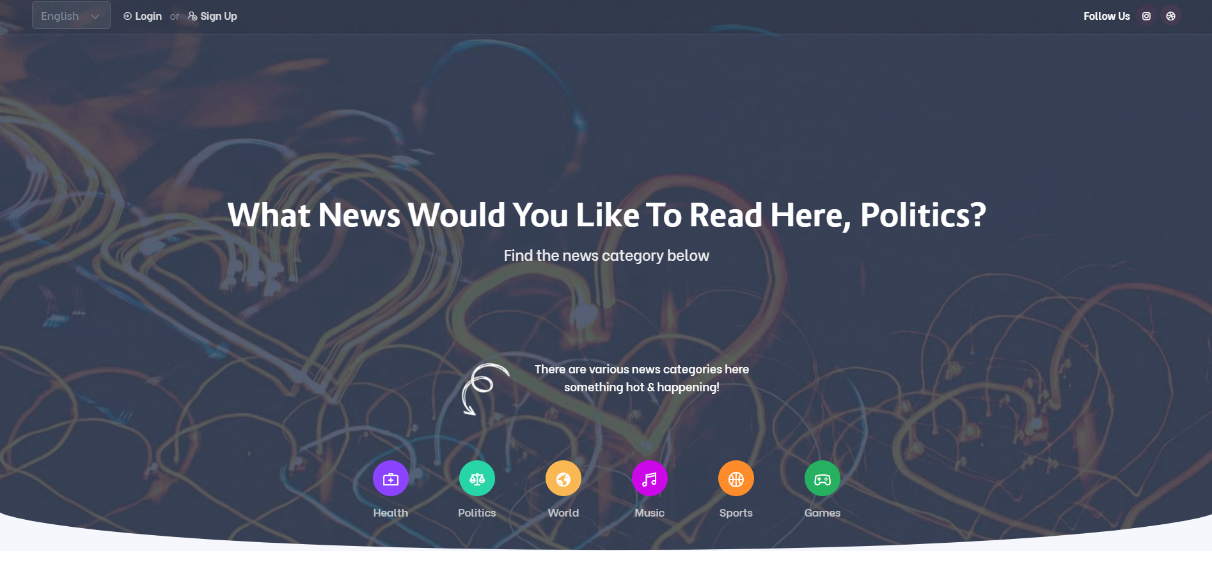 English
Login or Sign Up
Follow Us
What News Would You Like To Read Here, Politics?
Find the news category below
There are various news categories here
something hot & happening!
Health
Politics
World
Music
Sports
Games